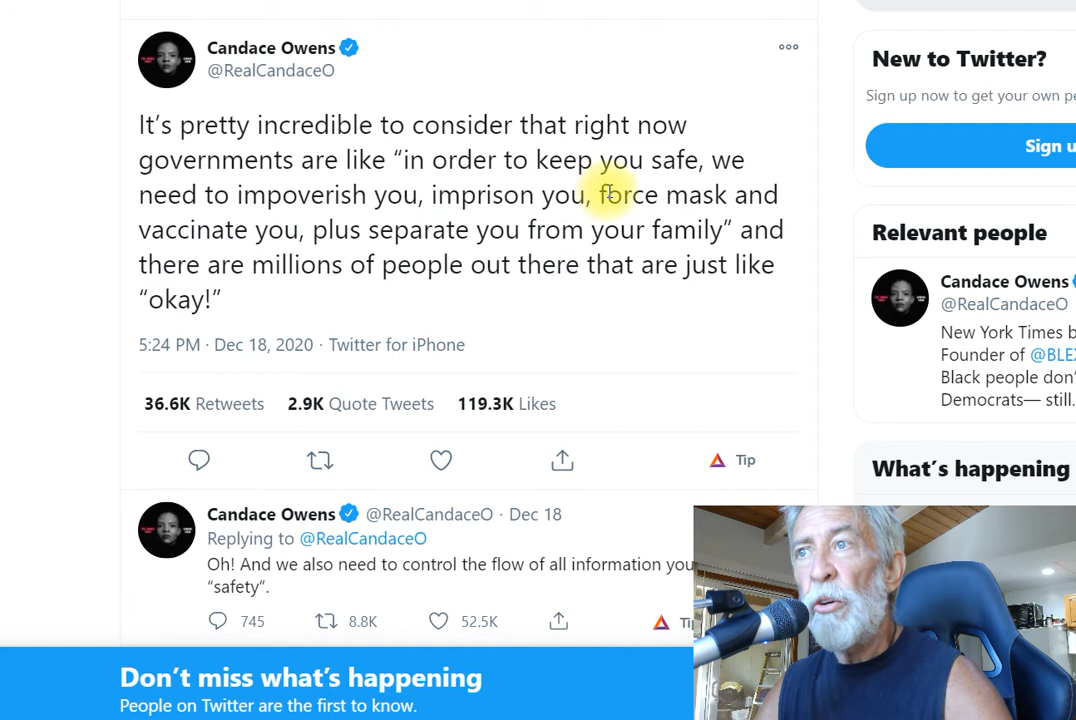 Candace Owens
@RealCandaceO
It's pretty incredible to consider that right now
governments are like “in order to keep you safe, we
need to impoverish you, imprison you, force mask and
vaccinate you, plus separate you from your family” and
there are millions of people out there that are just like
“okay!”
5:24 PM · Dec 18, 2020 · Twitter for iPhone
36.6K Retweets 2.9K Quote Tweets 119.3K Likes
Tip
Candace Owens @RealCandaceO · Dec 18
Replying to @RealCandaceO
Oh! And we also need to control the flow of all information you
“safety”.
745 8.8K 52.5K
Don't miss what's happening
People on Twitter are the first to know.
New to Twitter?
Sign up now to get your own
Sign
Relevant people
Candace Owens
@RealCandaceO
New York Times
Founder of
Black people don'
Democrats— still.
What's happening